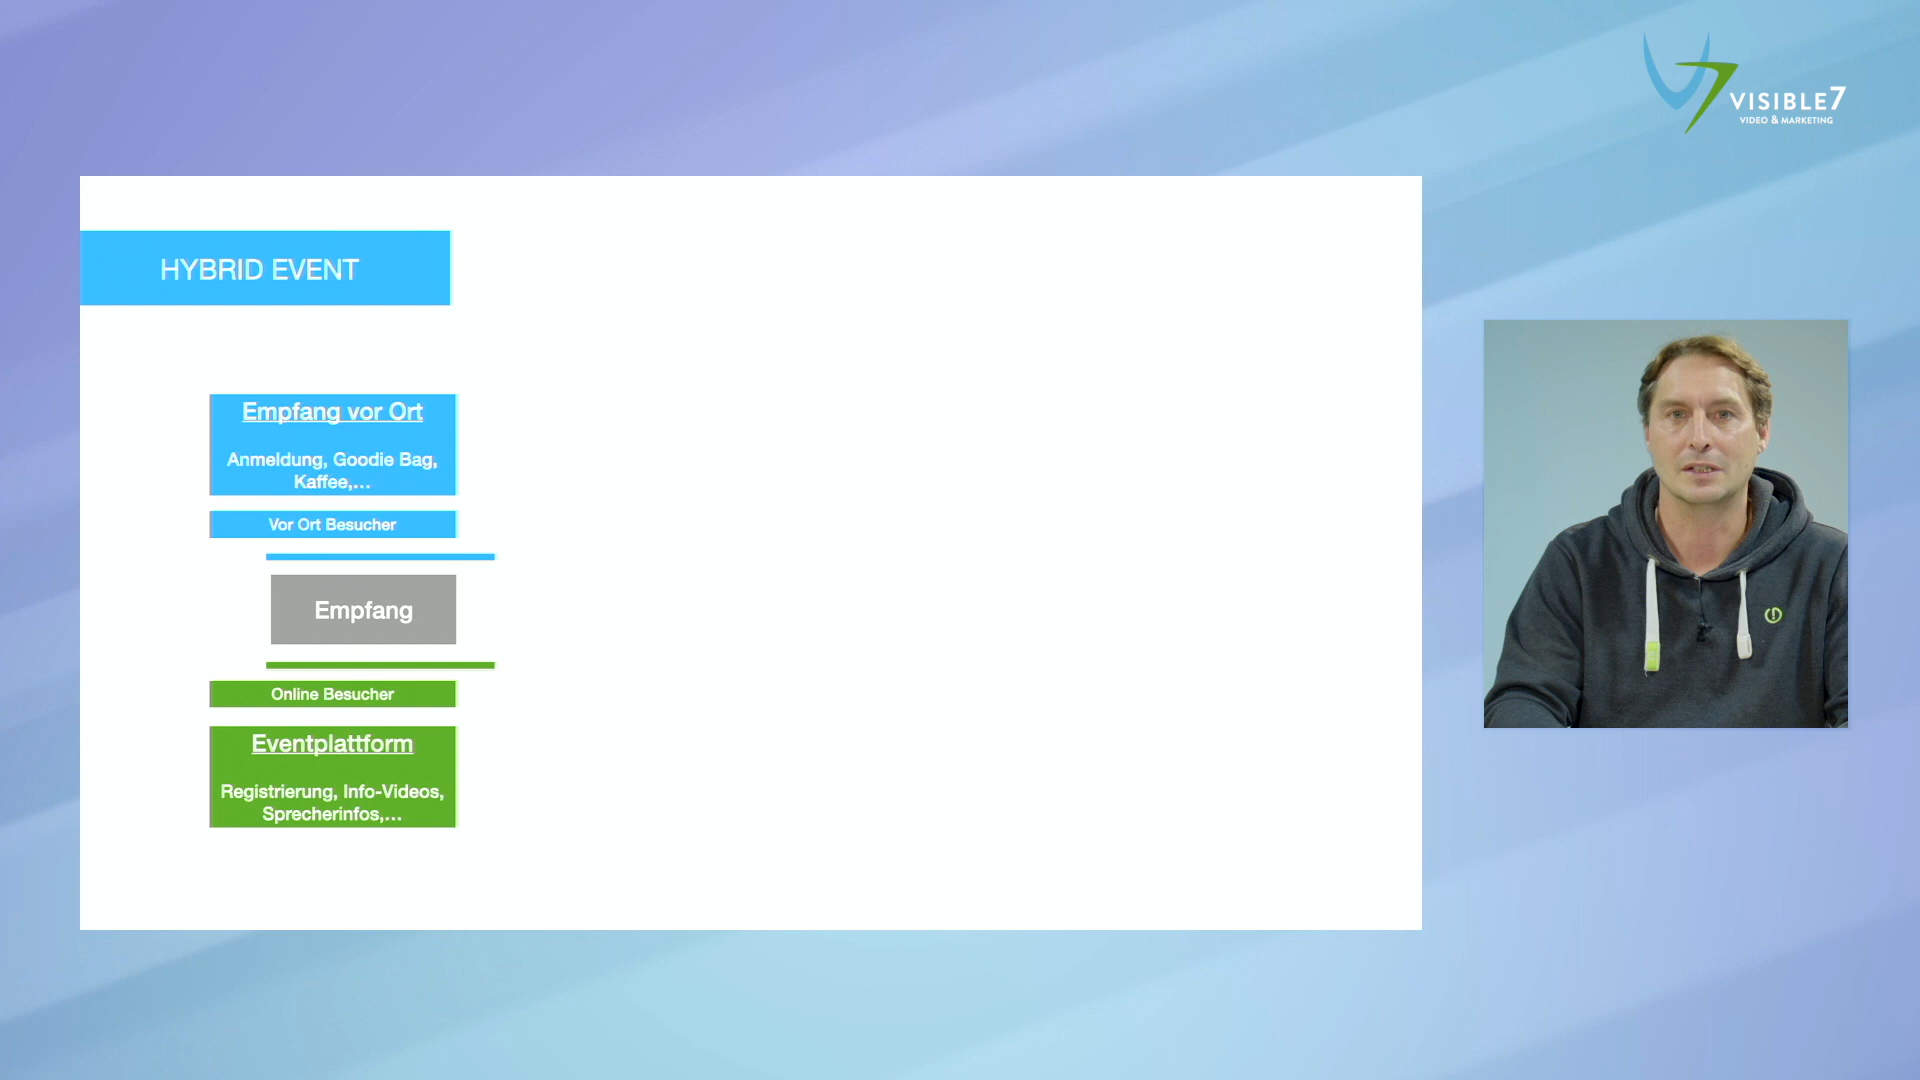 VISIBLE7
VIDEO & MARKETING
HYBRID EVENT
Empfang vor Ort
Anmeldung, Goodie Bag,
Kaffee,...
Vor Ort Besucher
Empfang
Online Besucher
Eventplattform
Registrierung, Info-Videos,
Sprecherinfos,...